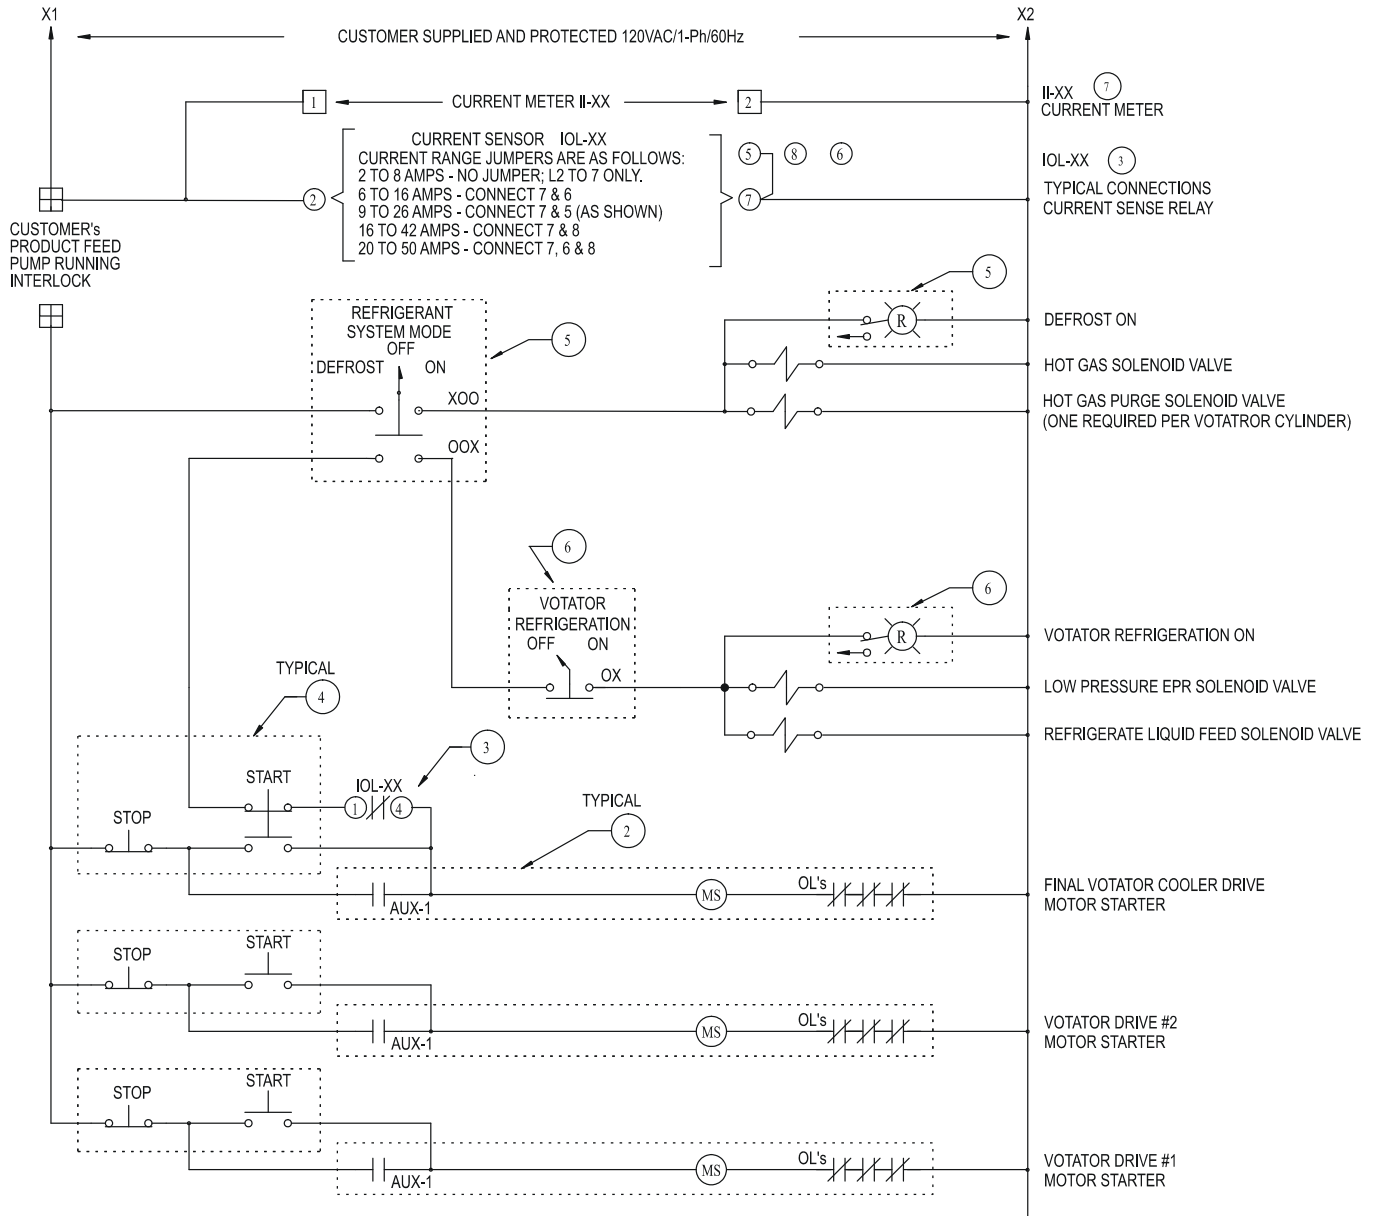 X1
X2
CUSTOMER SUPPLIED AND PROTECTED 120VAC/1-Ph/60Hz
1
CURRENT METER II-XX
2
II-XX 7
CURRENT METER
CURRENT SENSOR IOL-XX
CURRENT RANGE JUMPERS ARE AS FOLLOWS:
2 TO 8 AMPS - NO JUMPER; L2 TO 7 ONLY.
6 TO 16 AMPS - CONNECT 7 & 6
9 TO 26 AMPS - CONNECT 7 & 5 (AS SHOWN)
16 TO 42 AMPS - CONNECT 7 & 8
20 TO 50 AMPS - CONNECT 7, 6 & 8
2
5
8
6
7
IOL-XX 3
TYPICAL CONNECTIONS
CURRENT SENSE RELAY
CUSTOMER's
PRODUCT FEED
PUMP RUNNING
INTERLOCK
REFRIGERANT
SYSTEM MODE
OFF
DEFROST ON
XOO
OOX
5
5
R
DEFROST ON
HOT GAS SOLENOID VALVE
HOT GAS PURGE SOLENOID VALVE
(ONE REQUIRED PER VOTATROR CYLINDER)
6
VOTATOR
REFRIGERATION
OFF ON
OX
6
R
VOTATOR REFRIGERATION ON
LOW PRESSURE EPR SOLENOID VALVE
REFRIGERATE LIQUID FEED SOLENOID VALVE
TYPICAL
4
3
START
IOL-XX
1
4
STOP
TYPICAL
2
AUX-1
MS
OL's
FINAL VOTATOR COOLER DRIVE
MOTOR STARTER
STOP
START
AUX-1
MS
OL's
VOTATOR DRIVE #2
MOTOR STARTER
STOP
START
AUX-1
MS
OL's
VOTATOR DRIVE #1
MOTOR STARTER